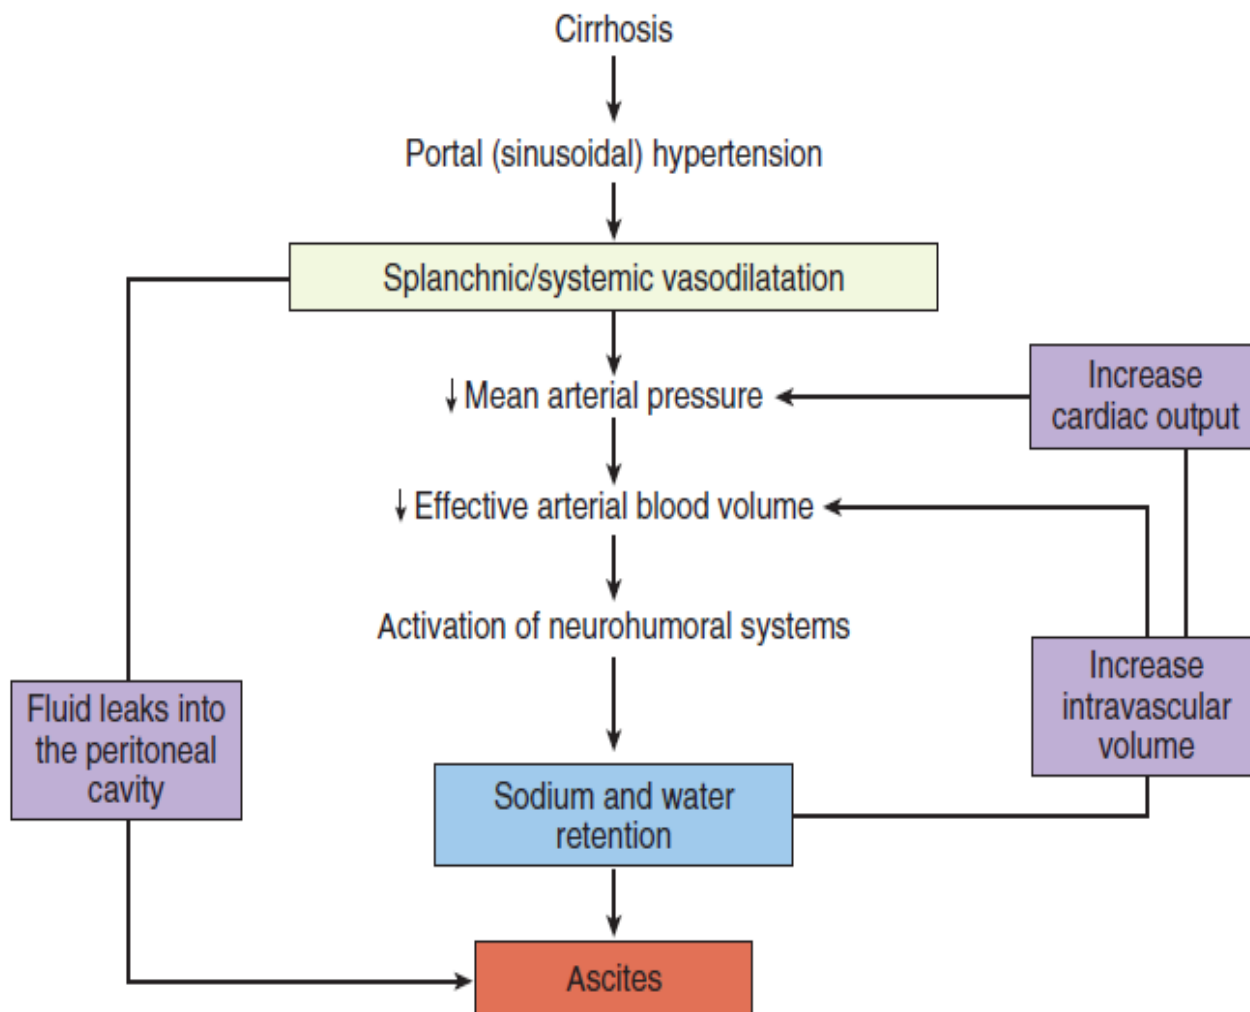 Cirrhosis
Portal (sinusoidal) hypertension
Splanchnic/systemic vasodilatation
↓ Mean arterial pressure
Increase
cardiac output
↓ Effective arterial blood volume
Activation of neurohumoral systems
Increase
intravascular
volume
Fluid leaks into
the peritoneal
cavity
Sodium and water
retention
Ascites